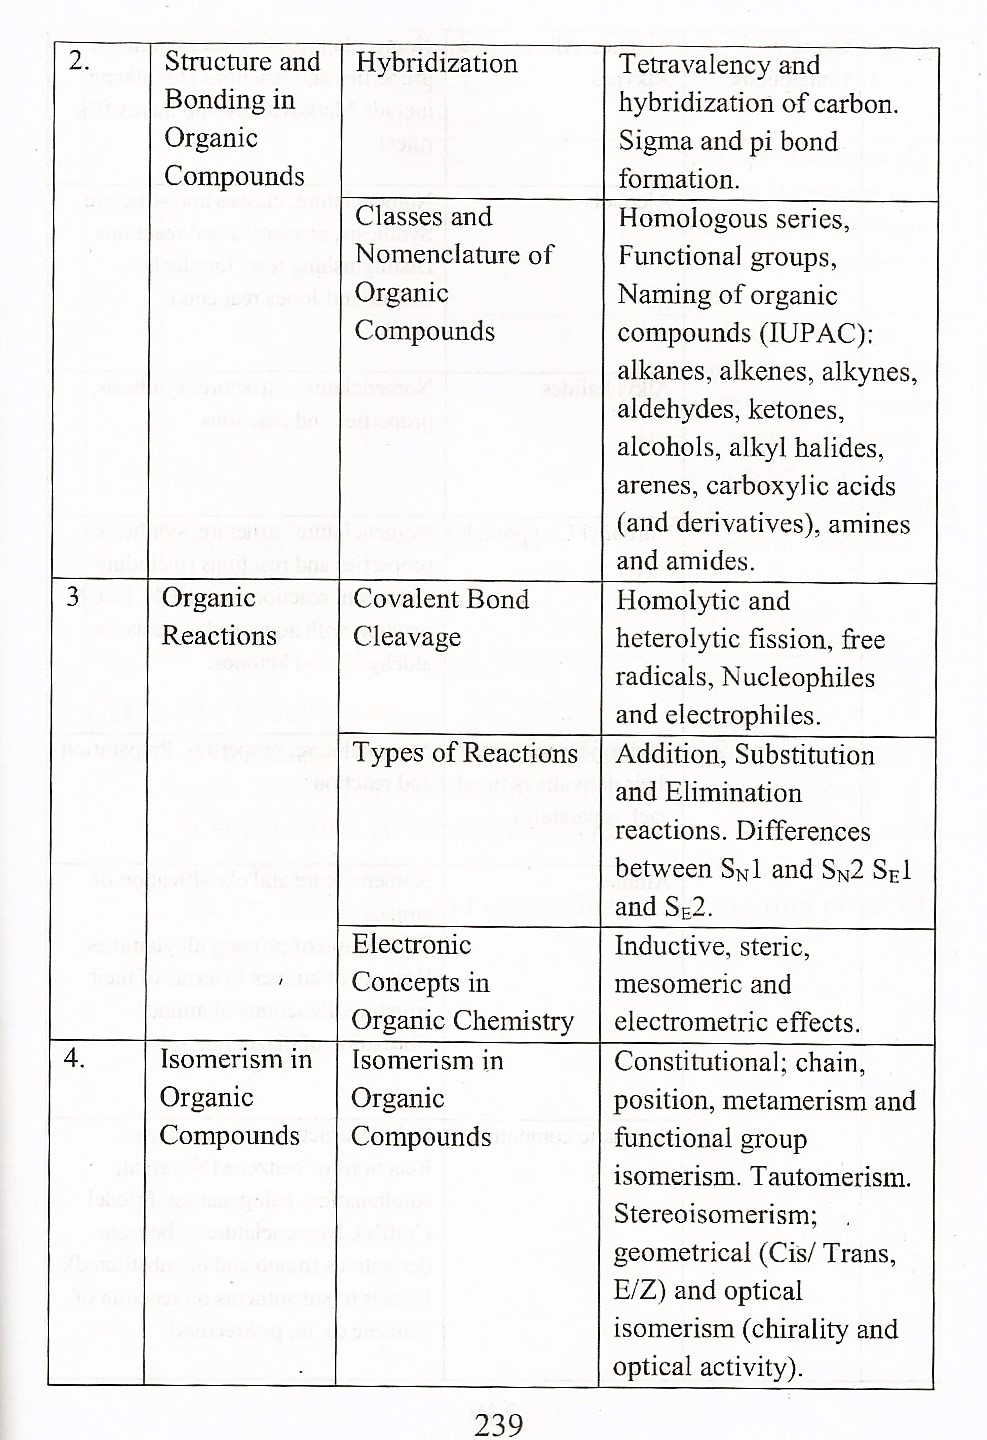 2.
Structure and
Bonding in
Organic
Compounds
Hybridization
Tetravalency and
hybridization of carbon.
Sigma and pi bond
formation.
Classes and
Nomenclature of
Organic
Compounds
Homologous series,
Functional groups,
Naming of organic
compounds (IUPAC):
alkanes, alkenes, alkynes,
aldehydes, ketones,
alcohols, alkyl halides,
arenes, carboxylic acids
(and derivatives), amines
and amides.
3
Organic
Reactions
Covalent Bond
Cleavage
Homolytic and
heterolytic fission, free
radicals, Nucleophiles
and electrophiles.
Types of Reactions
Addition, Substitution
and Elimination
reactions. Differences
between SN1 and SN2 SE1
and SE2.
Electronic
Concepts in
Organic Chemistry
Inductive, steric,
mesomeric and
electrometric effects.
4.
Isomerism in
Organic
Compounds
Isomerism in
Organic
Compounds
Constitutional; chain,
position, metamerism and
functional group
isomerism. Tautomerism.
Stereoisomerism;
geometrical (Cis/ Trans,
E/Z) and optical
isomerism (chirality and
optical activity).
239